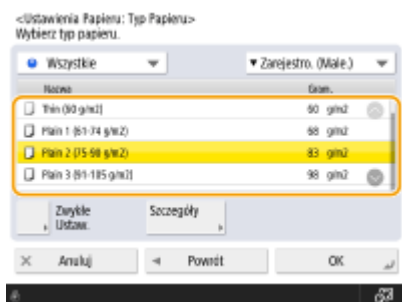 <Ustawienia Papieru: Typ Papieru>
Wybierz typ papieru.
Wszystkie ▼ Zarejestro. (Male.)
Nazwa Gram.
Thin (60 g/m2) 60 g/m2
Plain 1 (61-74 g/m2) 68 g/m2
Plain 2 (75-90 g/m2) 83 g/m2
Plain 3 (91-105 g/m2) 98 g/m2
Zwykłe Szczegóły
Ustaw.
Anuluj Powrót OK